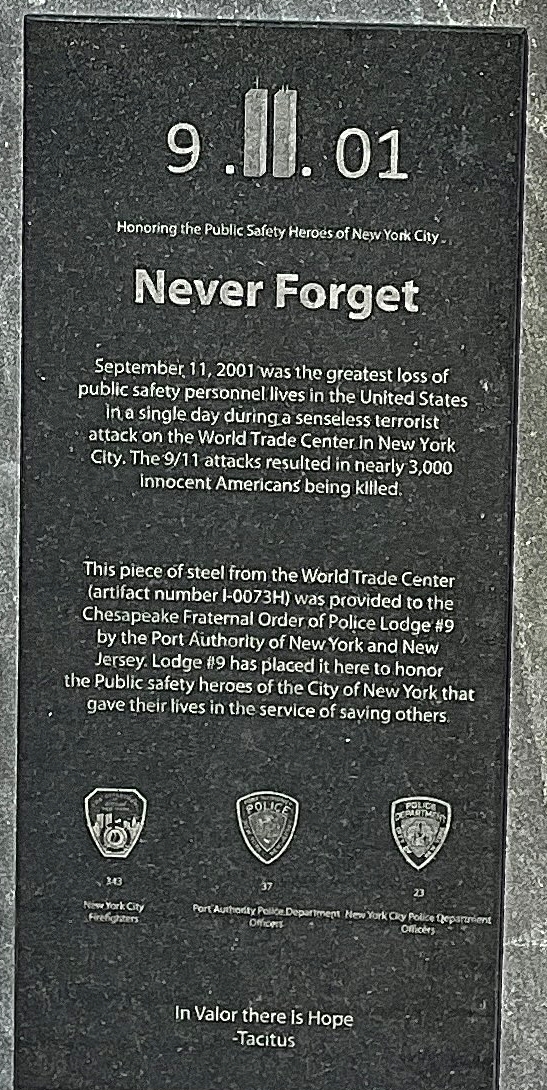 9 .11. 01
Honoring the Public Safety Heroes of New York City
Never Forget
September 11, 2001 was the greatest loss of
public safety personnel lives in the United States
in a single day during a senseless terrorist
attack on the World Trade Center in New York
City. The 9/11 attacks resulted in nearly 3,000
innocent Americans being killed.
This piece of steel from the World Trade Center
(artifact number I-0073H) was provided to the
Chesapeake Fraternal Order of Police Lodge #9
by the Port Authority of New York and New
Jersey. Lodge #9 has placed it here to honor
the Public safety heroes of the City of New York that
gave their lives in the service of saving others.
POLICE
POLICE
DEPARTMENT
343
37
23
New York City
Firefighters
Port Authority Police Department
Officers
New York City Police Department
Officers
In Valor there is Hope
-Tacitus